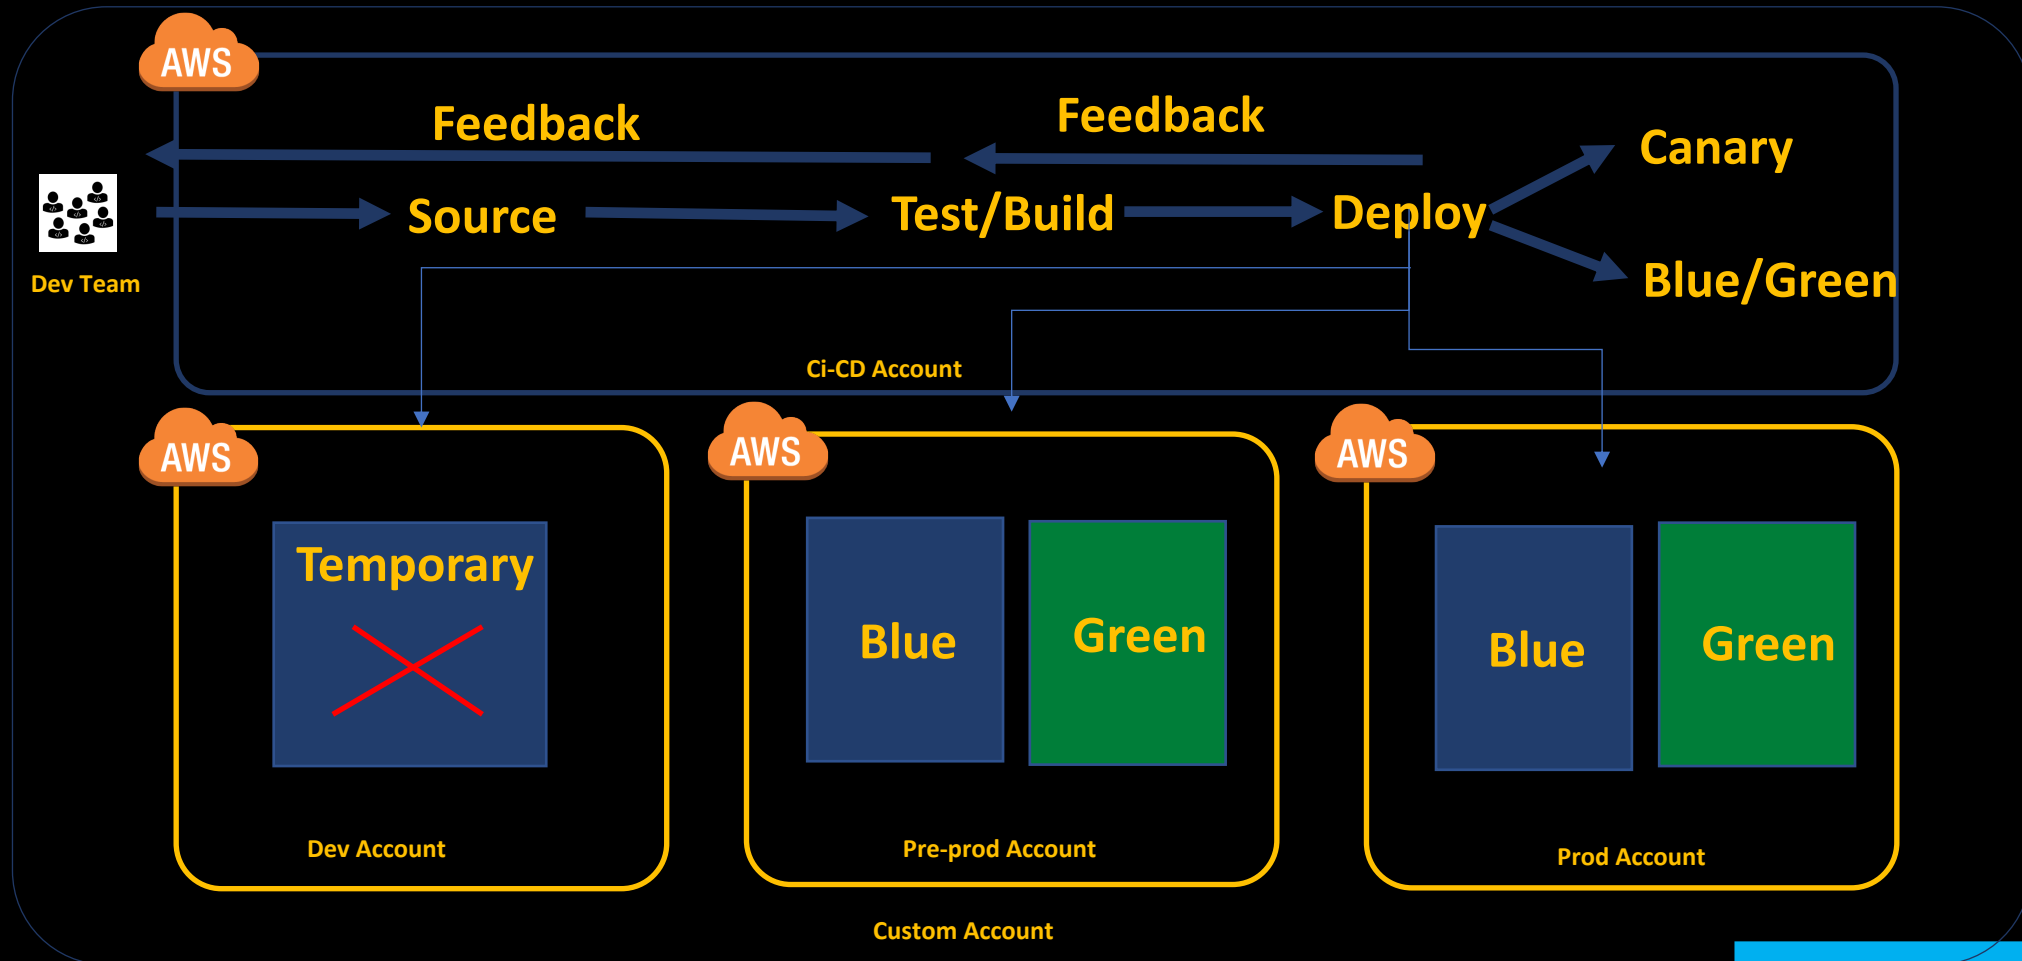 AWS
Feedback
Feedback
Canary
Source
Test/Build
Deploy
Dev Team
Blue/Green
Ci-CD Account
AWS
AWS
AWS
Temporary
Blue
Green
Blue
Green
Dev Account
Pre-prod Account
Prod Account
Custom Account